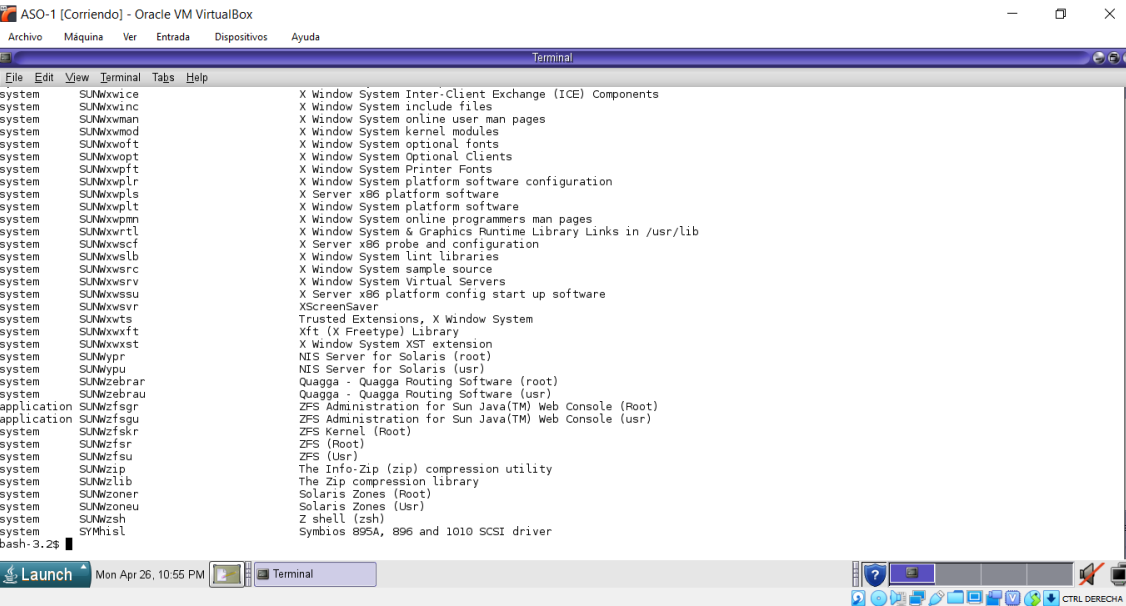 ASO-1 [Corriendo] - Oracle VM VirtualBox
Archivo Máquina Ver Entrada Dispositivos Ayuda
Terminal
File Edit View Terminal Tabs Help
system SUNWxwice X Window System Inter-Client Exchange (ICE) Components
system SUNWxwinc X Window System include files
system SUNWxwman X Window System online user man pages
system SUNWxwmod X Window System kernel modules
system SUNWxwoft X Window System optional fonts
system SUNWxwopt X Window System Optional Clients
system SUNWxwpft X Window System Printer Fonts
system SUNWxwplr X Window System platform software configuration
system SUNWxwpls X Server x86 platform software
system SUNWxwplt X Window System platform software
system SUNWxwpmn X Window System online programmers man pages
system SUNWxwrtl X Window System & Graphics Runtime Library Links in /usr/lib
system SUNWxwscf X Server x86 probe and configuration
system SUNWxwslb X Window System lint libraries
system SUNWxwsrc X Window System sample source
system SUNWxwsrv X Window System Virtual Servers
system SUNWxwssu X Server x86 platform config start up software
system SUNWxwsvr XScreenSaver
system SUNWxwts Trusted Extensions, X Window System
system SUNWxwxft Xft (X Freetype) Library
system SUNWxwxst X Window System XST extension
system SUNWypr NIS Server for Solaris (root)
system SUNWypu NIS Server for Solaris (usr)
system SUNWzebrar Quagga - Quagga Routing Software (root)
system SUNWzebrau Quagga - Quagga Routing Software (usr)
application SUNWzfsgr ZFS Administration for Sun Java(TM) Web Console (Root)
application SUNWzfsgu ZFS Administration for Sun Java(TM) Web Console (usr)
system SUNWzfskr ZFS Kernel (Root)
system SUNWzfsr ZFS (Root)
system SUNWzfsu ZFS (Usr)
system SUNWzip The Info-Zip (zip) compression utility
system SUNWzlib The Zip compression library
system SUNWzoner Solaris Zones (Root)
system SUNWzoneu Solaris Zones (Usr)
system SUNWzsh Z shell (zsh)
system SYMhisl Symbios 895A, 896 and 1010 SCSI driver
bash-3.2$
Launch Mon Apr 26, 10:55 PM Terminal
CTRL DERECHA